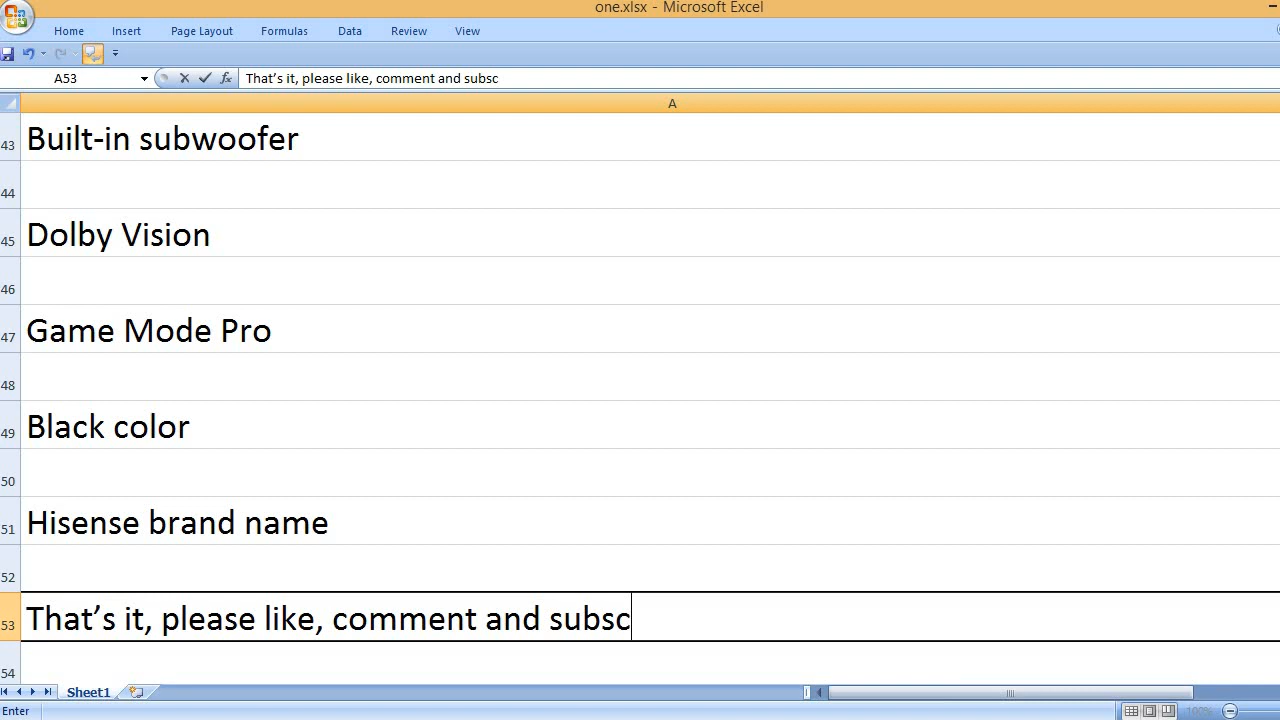 one.xlsx - Microsoft Excel
Home Insert Page Layout Formulas Data Review View
A53 fx That’s it, please like, comment and subsc
A
43 Built-in subwoofer
44
45 Dolby Vision
46
47 Game Mode Pro
48
49 Black color
50
51 Hisense brand name
52
53 That’s it, please like, comment and subsc
54
Sheet1
Enter 100%